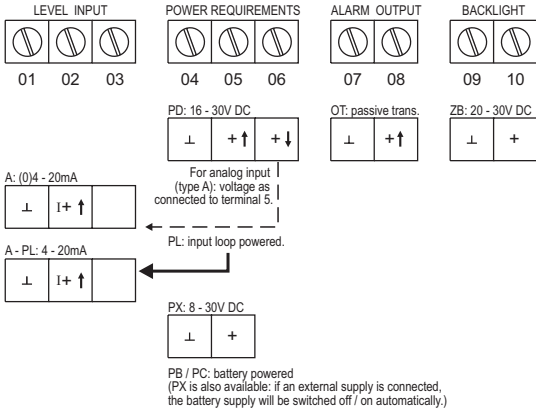 LEVEL INPUT POWER REQUIREMENTS ALARM OUTPUT BACKLIGHT
01 02 03 04 05 06 07 08 09 10
PD: 16 - 30V DC OT: passive trans. ZB: 20 - 30V DC
⊥ +↑ +↓ ⊥ +↑ ⊥ +
For analog input
(type A): voltage as
connected to terminal 5.
A: (0)4 - 20mA
⊥ I+ ↑
PL: input loop powered.
A - PL: 4 - 20mA
⊥ I+ ↑
PX: 8 - 30V DC
⊥ +
PB / PC: battery powered
(PX is also available: if an external supply is connected,
the battery supply will be switched off / on automatically.)